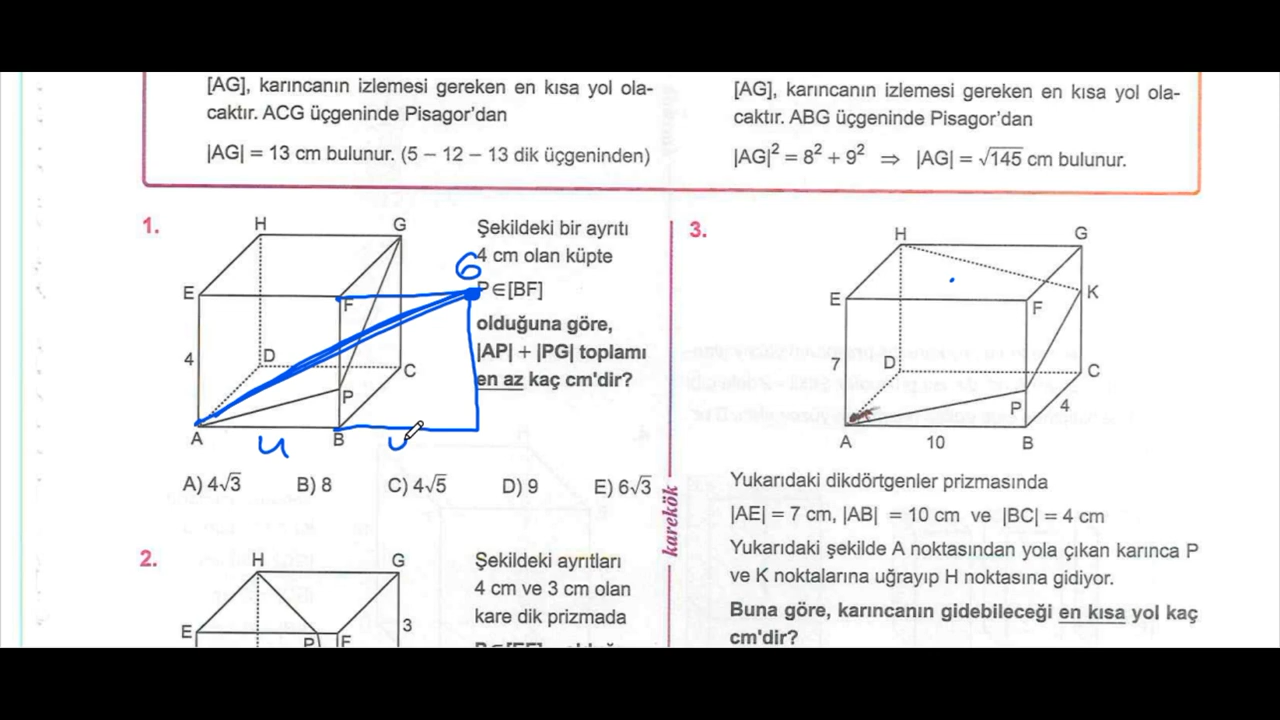 [AG], karıncanın izlemesi gereken en kısa yol ola-
caktır. ACG üçgeninde Pisagor'dan
|AG| = 13 cm bulunur. (5 – 12 – 13 dik üçgeninden)
[AG], karıncanın izlemesi gereken en kısa yol ola-
caktır. ABG üçgeninde Pisagor'dan
|AG|² = 8² + 9² ⇒ |AG| = √145 cm bulunur.
1.
H
G
E
F
4
D
C
P
A
B
4
G
Şekildeki bir ayrıtı
4 cm olan küpte
P∈[BF]
olduğuna göre,
|AP| + |PG| toplamı
en az kaç cm'dir?
A) 4√3 B) 8 C) 4√5 D) 9 E) 6√3
2.
H
G
E
P
F
3
Şekildeki ayrıtları
4 cm ve 3 cm olan
kare dik prizmada
karekök
3.
H
G
E
F
K
7
D
C
P
4
A
10
B
Yukarıdaki dikdörtgenler prizmasında
|AE| = 7 cm, |AB| = 10 cm ve |BC| = 4 cm
Yukarıdaki şekilde A noktasından yola çıkan karınca P
ve K noktalarına uğrayıp H noktasına gidiyor.
Buna göre, karıncanın gidebileceği en kısa yol kaç
cm'dir?